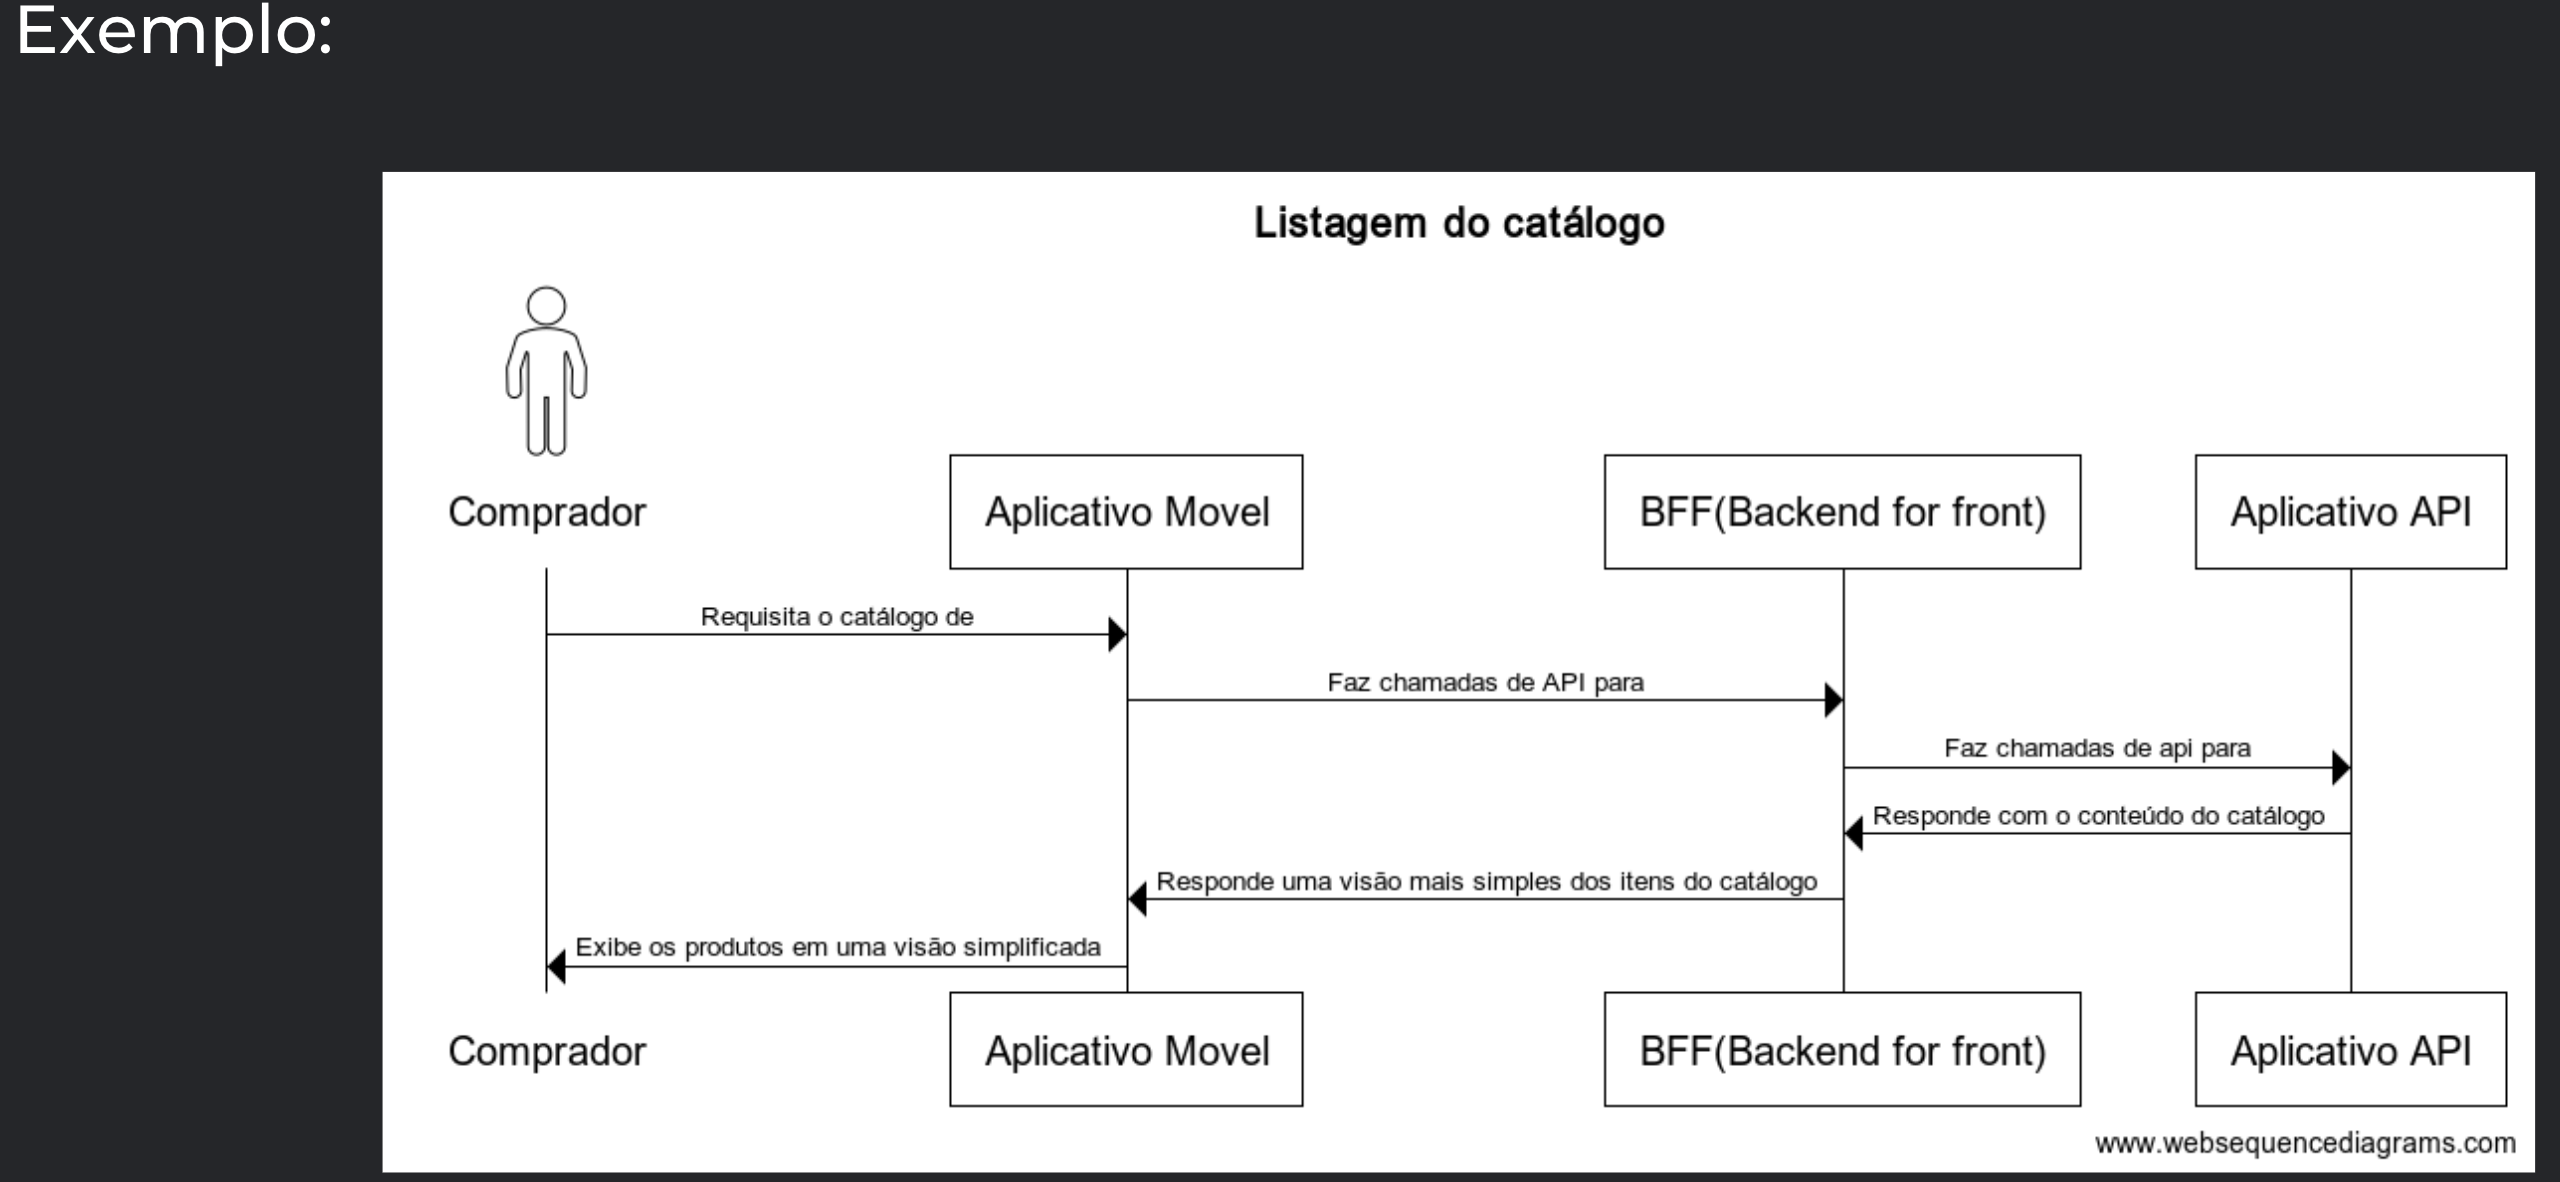 Exemplo:
Listagem do catálogo
Comprador
Aplicativo Movel
BFF(Backend for front)
Aplicativo API
Requisita o catálogo de
Faz chamadas de API para
Faz chamadas de api para
Responde com o conteúdo do catálogo
Responde uma visão mais simples dos itens do catálogo
Exibe os produtos em uma visão simplificada
Comprador
Aplicativo Movel
BFF(Backend for front)
Aplicativo API
www.websequencediagrams.com